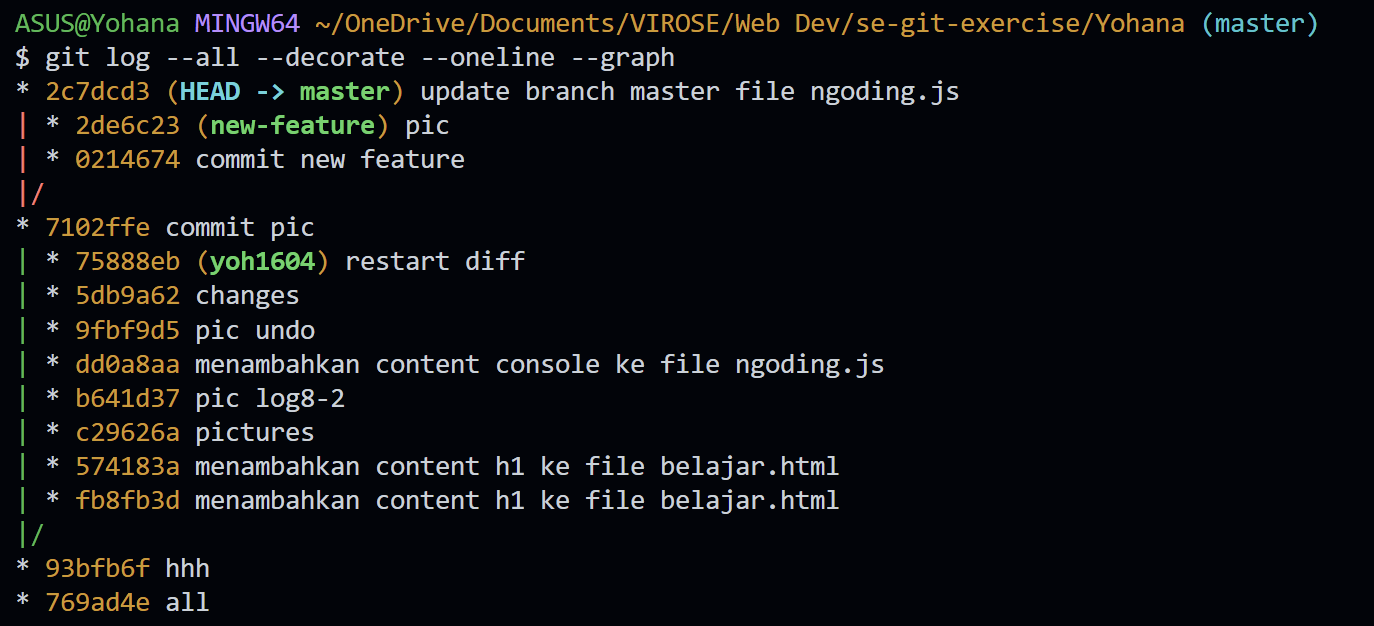 ASUS@Yohana MINGW64 ~/OneDrive/Documents/VIROSE/Web Dev/se-git-exercise/Yohana (master)
$ git log --all --decorate --oneline --graph
* 2c7dcd3 (HEAD -> master) update branch master file ngoding.js
| * 2de6c23 (new-feature) pic
| * 0214674 commit new feature
|/
* 7102ffe commit pic
| * 75888eb (yoh1604) restart diff
| * 5db9a62 changes
| * 9fbf9d5 pic undo
| * dd0a8aa menambahkan content console ke file ngoding.js
| * b641d37 pic log8-2
| * c29626a pictures
| * 574183a menambahkan content h1 ke file belajar.html
| * fb8fb3d menambahkan content h1 ke file belajar.html
|/
* 93bfb6f hhh
* 769ad4e all